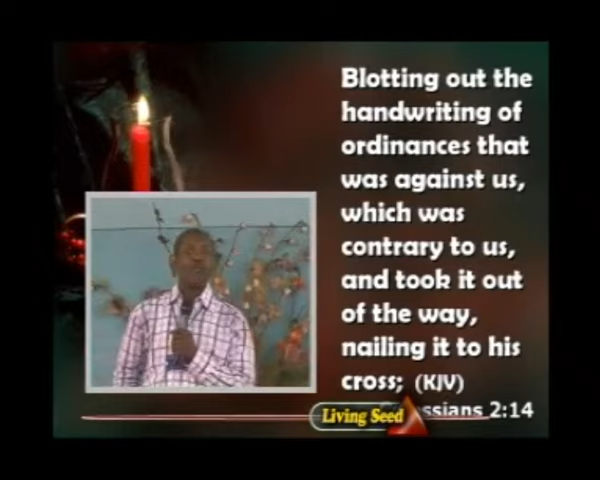 Blotting out the
handwriting of
ordinances that
was against us,
which was
contrary to us,
and took it out
of the way,
nailing it to his
cross; (KJV)
2:14
Living Seed